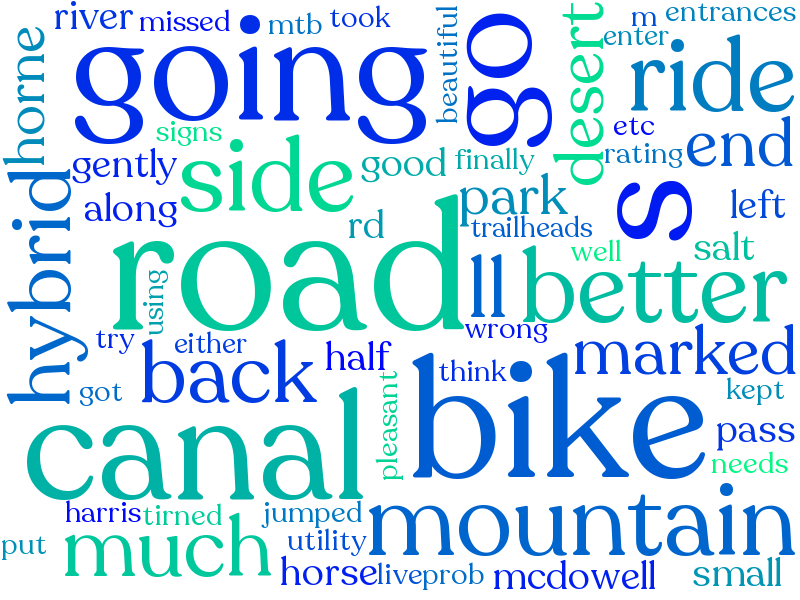 river missed mtb took beautiful m entrances
horne going go desert enter ride
signs etc
gently side good finally rating end
along park s left
rd trailheads
hybrid road ll well salt
using better
try either wrong
back half marked
got think kept
canal pleasant bike pass
needs
harris tirned jumped mountain
put much utility
horse liveprob mcdowell small